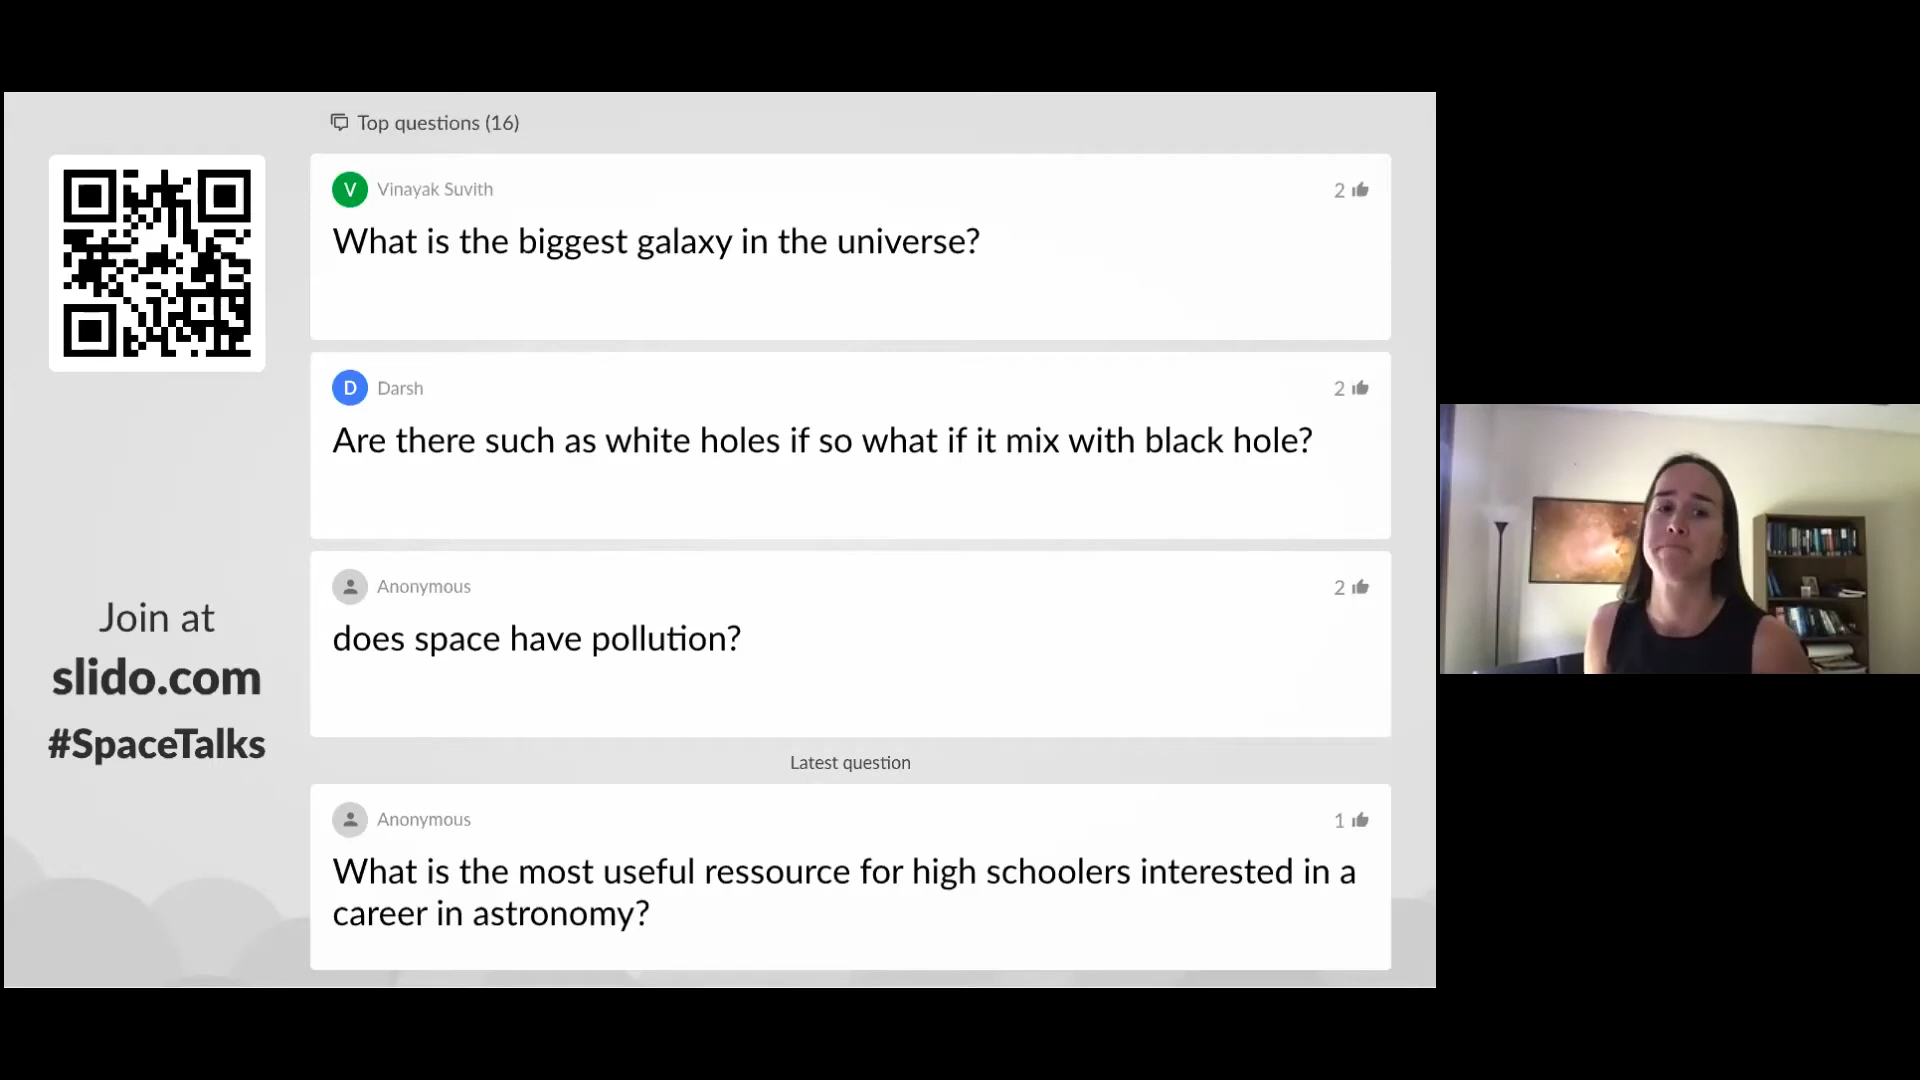 Top questions (16)
V Vinayak Suvith 2
What is the biggest galaxy in the universe?
D Darsh 2
Are there such as white holes if so what if it mix with black hole?
Anonymous 2
does space have pollution?
Latest question
Anonymous 1
What is the most useful ressource for high schoolers interested in a
career in astronomy?
Join at
slido.com
#SpaceTalks